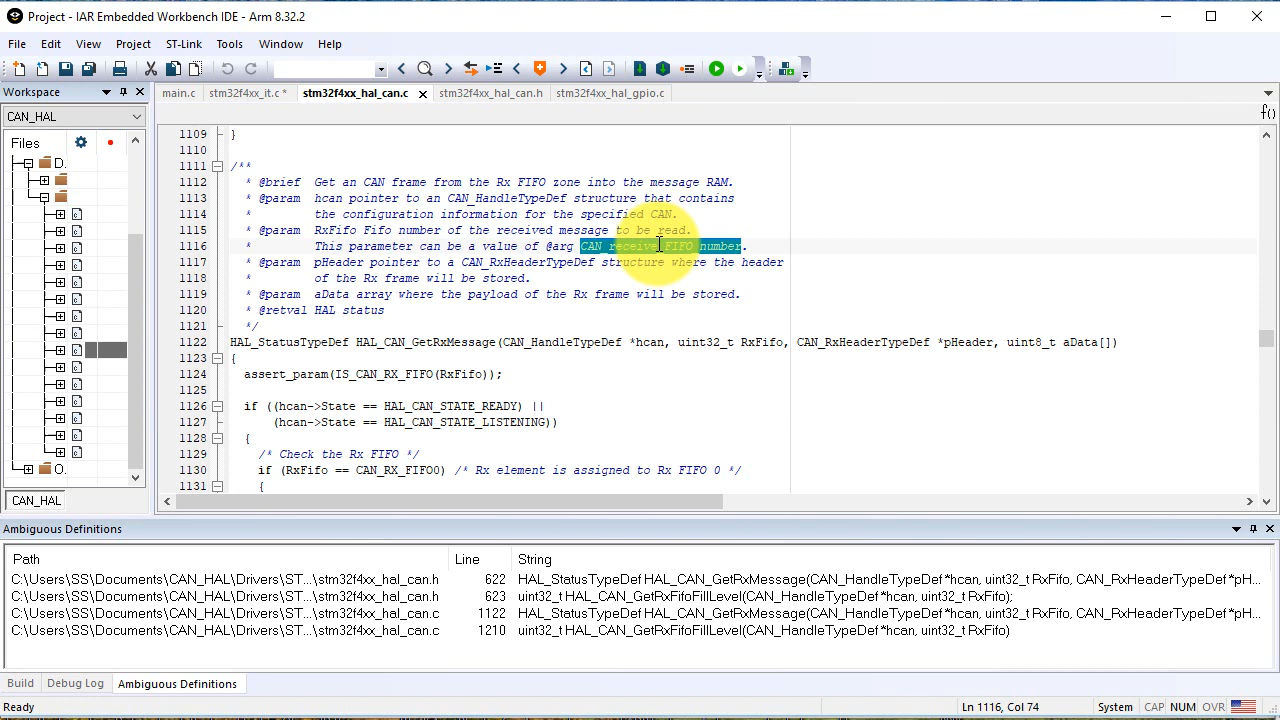 Project - IAR Embedded Workbench IDE - Arm 8.32.2
File Edit View Project ST-Link Tools Window Help
Workspace
main.c stm32f4xx_it.c * stm32f4xx_hal_can.c stm32f4xx_hal_can.h stm32f4xx_hal_gpio.c
CAN_HAL
f()
Files
D.
O.
CAN_HAL
1109 }
1110
1111 /**
1112 * @brief Get an CAN frame from the Rx FIFO zone into the message RAM.
1113 * @param hcan pointer to an CAN_HandleTypeDef structure that contains
1114 * the configuration information for the specified CAN.
1115 * @param RxFifo Fifo number of the received message to be read.
1116 * This parameter can be a value of @arg CAN_receive_FIFO_number.
1117 * @param pHeader pointer to a CAN_RxHeaderTypeDef structure where the header
1118 * of the Rx frame will be stored.
1119 * @param aData array where the payload of the Rx frame will be stored.
1120 * @retval HAL status
1121 */
1122 HAL_StatusTypeDef HAL_CAN_GetRxMessage(CAN_HandleTypeDef *hcan, uint32_t RxFifo, CAN_RxHeaderTypeDef *pHeader, uint8_t aData[])
1123 {
1124 assert_param(IS_CAN_RX_FIFO(RxFifo));
1125
1126 if ((hcan->State == HAL_CAN_STATE_READY) ||
1127 (hcan->State == HAL_CAN_STATE_LISTENING))
1128 {
1129 /* Check the Rx FIFO */
1130 if (RxFifo == CAN_RX_FIFO0) /* Rx element is assigned to Rx FIFO 0 */
1131 {
Ambiguous Definitions
Path Line String
C:\Users\SS\Documents\CAN_HAL\Drivers\ST...\stm32f4xx_hal_can.h 622 HAL_StatusTypeDef HAL_CAN_GetRxMessage(CAN_HandleTypeDef *hcan, uint32_t RxFifo, CAN_RxHeaderTypeDef *pH...
C:\Users\SS\Documents\CAN_HAL\Drivers\ST...\stm32f4xx_hal_can.h 623 uint32_t HAL_CAN_GetRxFifoFillLevel(CAN_HandleTypeDef *hcan, uint32_t RxFifo);
C:\Users\SS\Documents\CAN_HAL\Drivers\ST...\stm32f4xx_hal_can.c 1122 HAL_StatusTypeDef HAL_CAN_GetRxMessage(CAN_HandleTypeDef *hcan, uint32_t RxFifo, CAN_RxHeaderTypeDef *pH...
C:\Users\SS\Documents\CAN_HAL\Drivers\ST...\stm32f4xx_hal_can.c 1210 uint32_t HAL_CAN_GetRxFifoFillLevel(CAN_HandleTypeDef *hcan, uint32_t RxFifo)
Build Debug Log Ambiguous Definitions
Ready Ln 1116, Col 74 System CAP NUM OVR